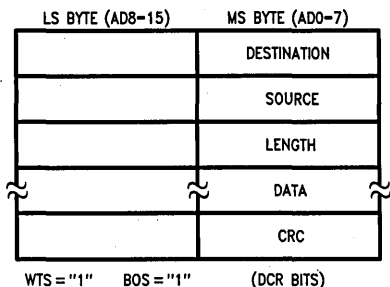 LS BYTE (AD8-15) MS BYTE (AD0-7)
DESTINATION
SOURCE
LENGTH
DATA
CRC
WTS = "1" BOS = "1" (DCR BITS)